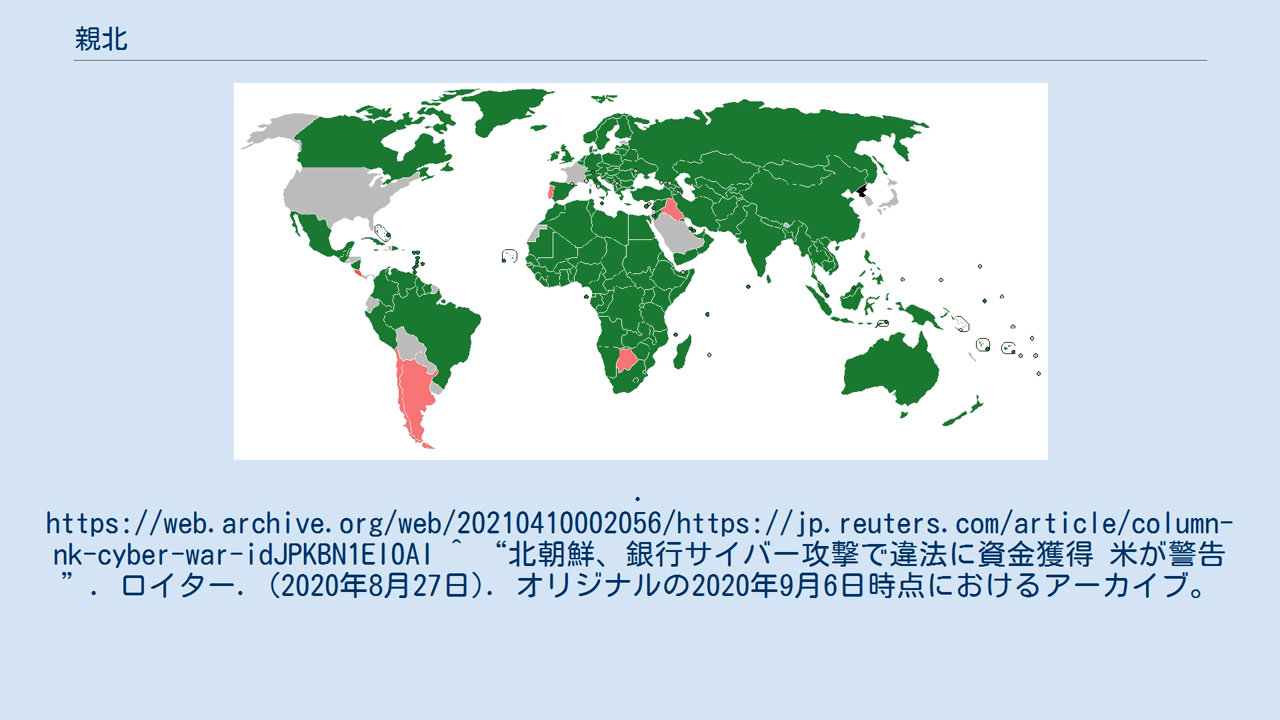 親北
.
https://web.archive.org/web/20210410002056/https://jp.reuters.com/article/column-
nk-cyber-war-idJPKBN1EI0AI ^ “北朝鮮、銀行サイバー攻撃で違法に資金獲得 米が警告
”. ロイター. (2020年8月27日). オリジナルの2020年9月6日時点におけるアーカイブ。